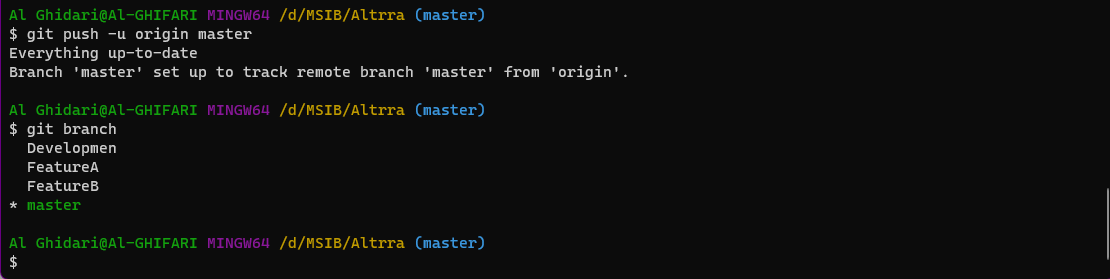 Al Ghidari@Al-GHIFARI MINGW64 /d/MSIB/Altrra (master)
$ git push -u origin master
Everything up-to-date
Branch 'master' set up to track remote branch 'master' from 'origin'.
Al Ghidari@Al-GHIFARI MINGW64 /d/MSIB/Altrra (master)
$ git branch
  Developmen
  FeatureA
  FeatureB
* master
Al Ghidari@Al-GHIFARI MINGW64 /d/MSIB/Altrra (master)
$